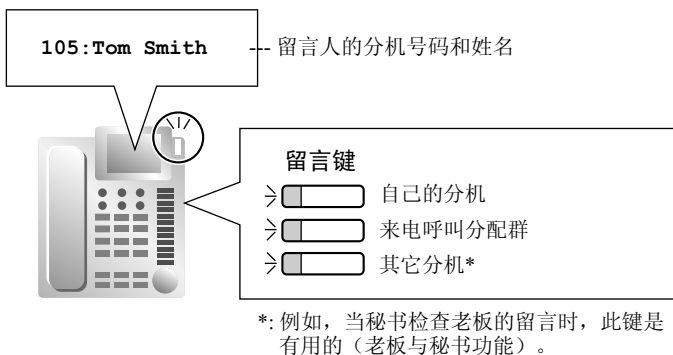 105:Tom Smith --- 留言人的分机号码和姓名
留言键
自己的分机
来电呼叫分配群
其它分机*
*: 例如，当秘书检查老板的留言时，此键是
有用的（老板与秘书功能）。